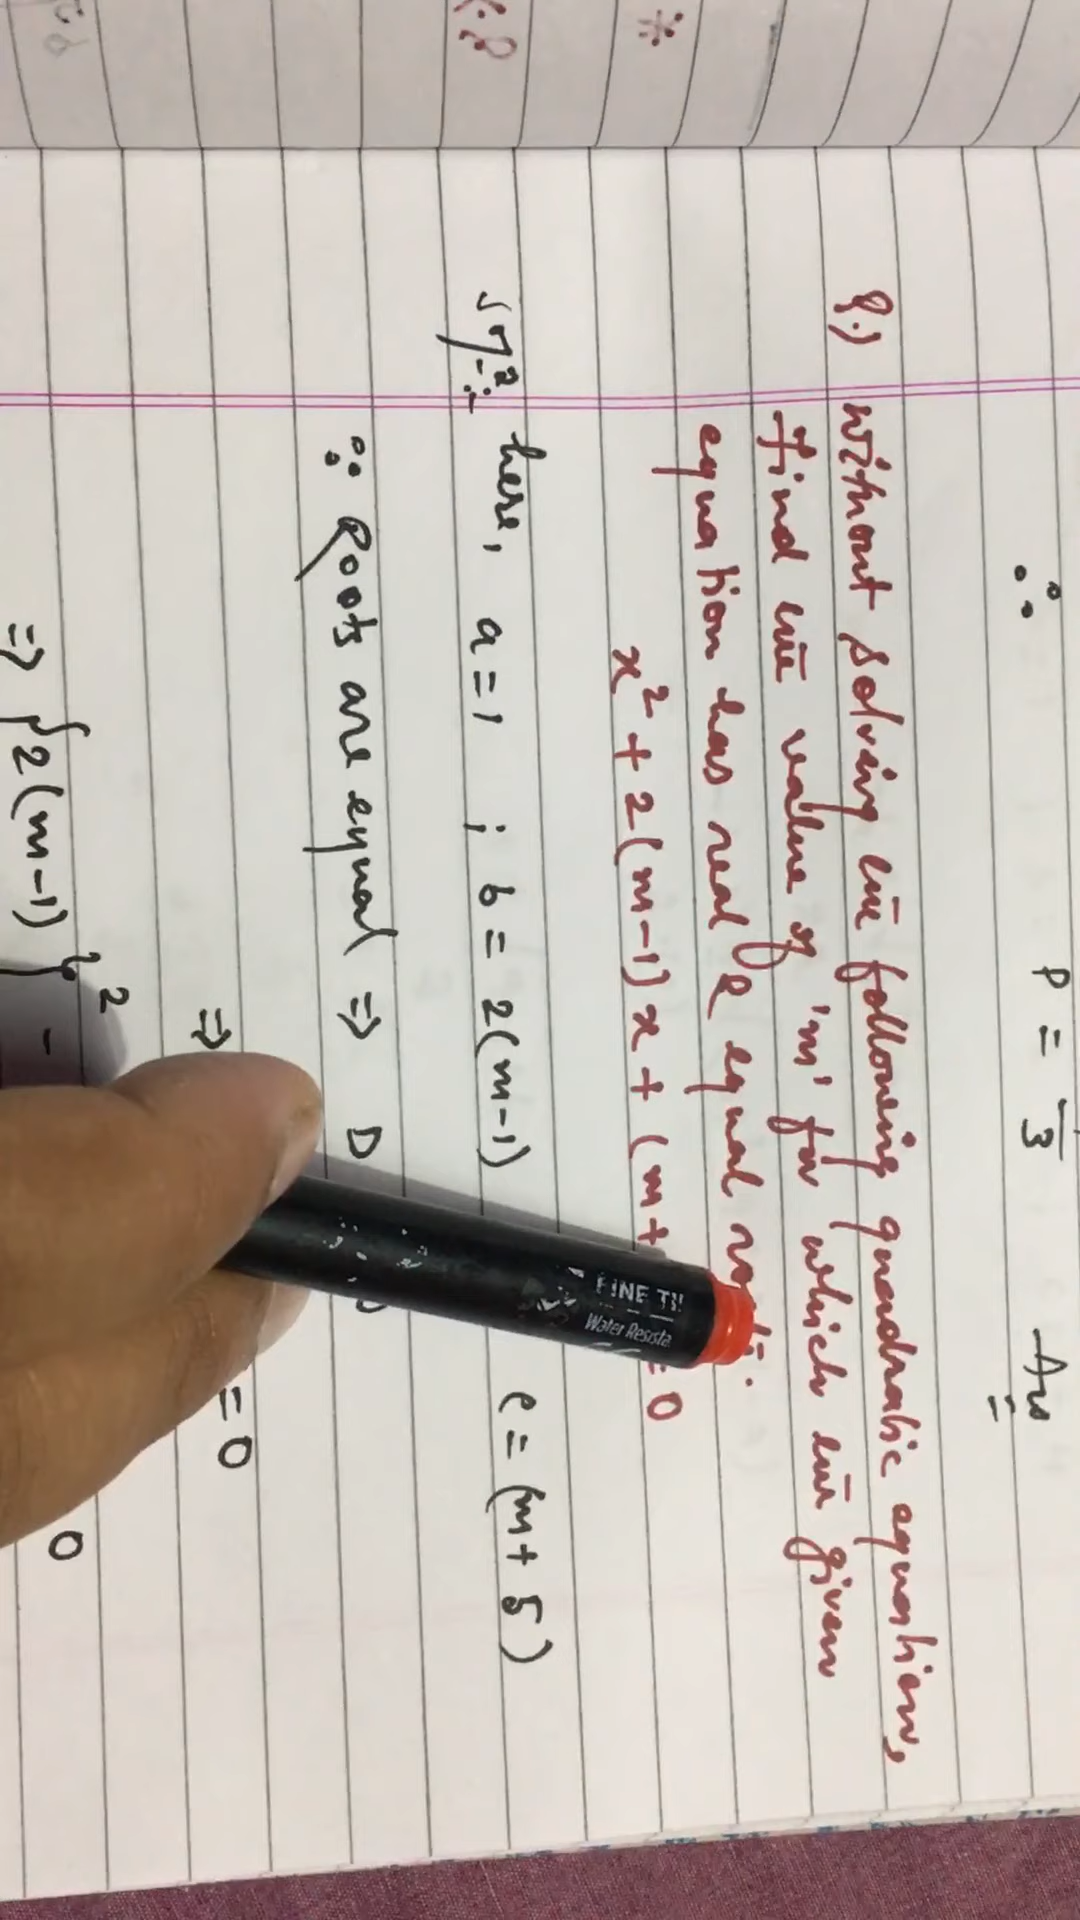 ∴ P = 1/3 Ans
Q.) Without solving the following quadratic equation,
find the value of 'm' for which the given
equation has real & equal
x² + 2(m-1)x + (m+ =0
here, a=1 ; b = 2(m-1) c = (m+5)
∵ Roots are equal ⇒ D
⇒ =0
⇒ {2(m-1)}² - 0
FINE TI
Water Resista